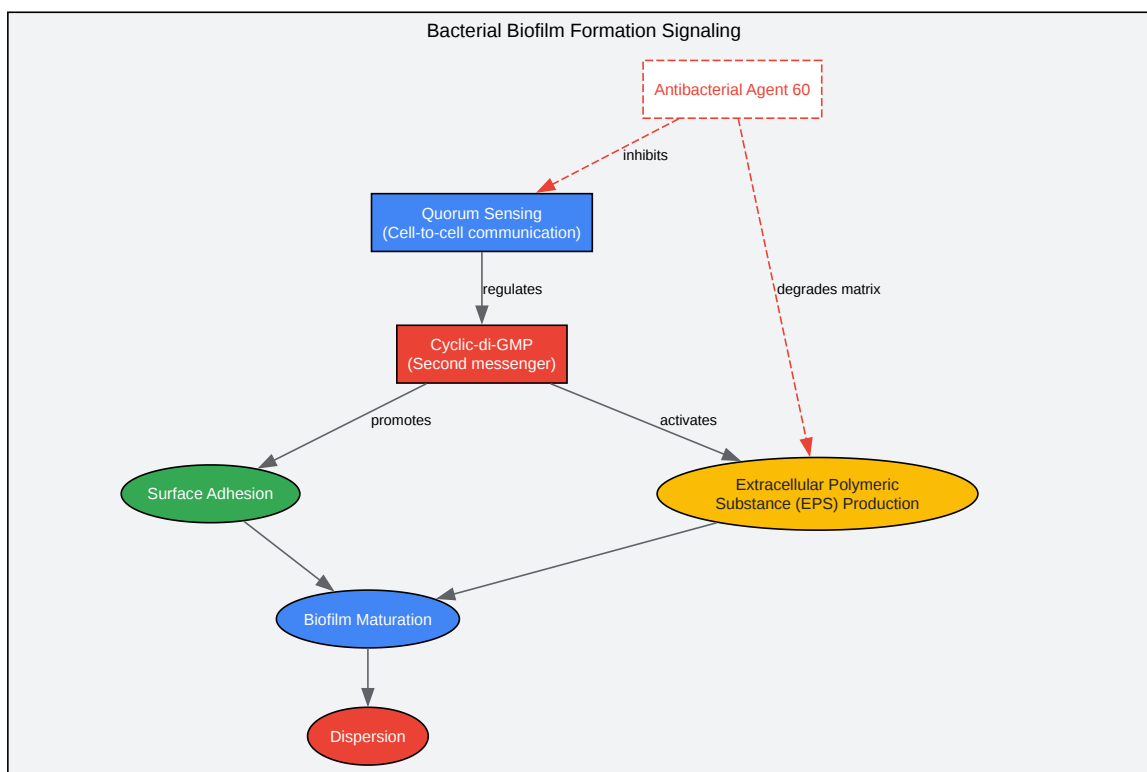 Bacterial Biofilm Formation Signaling
Antibacterial Agent 60
inhibits
Quorum Sensing
(Cell-to-cell communication)
regulates
degrades matrix
Cyclic-di-GMP
(Second messenger)
promotes
activates
Surface Adhesion
Extracellular Polymeric
Substance (EPS) Production
Biofilm Maturation
Dispersion